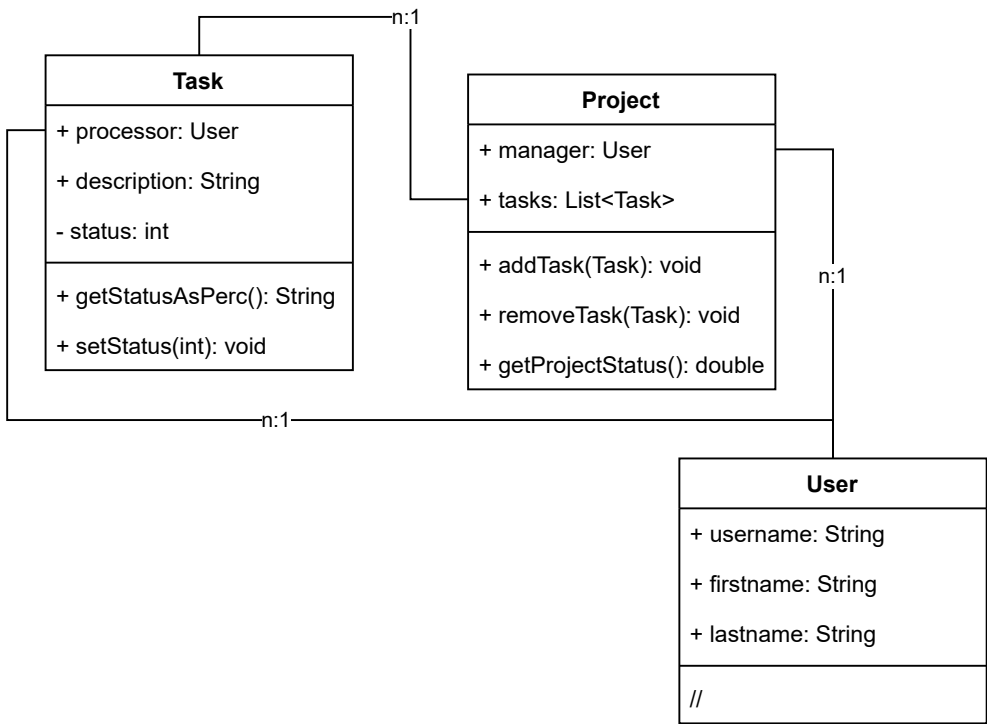 n:1
Task
+ processor: User
+ description: String
- status: int
+ getStatusAsPerc(): String
+ setStatus(int): void
Project
+ manager: User
+ tasks: List<Task>
+ addTask(Task): void
+ removeTask(Task): void
+ getProjectStatus(): double
n:1
n:1
User
+ username: String
+ firstname: String
+ lastname: String
//